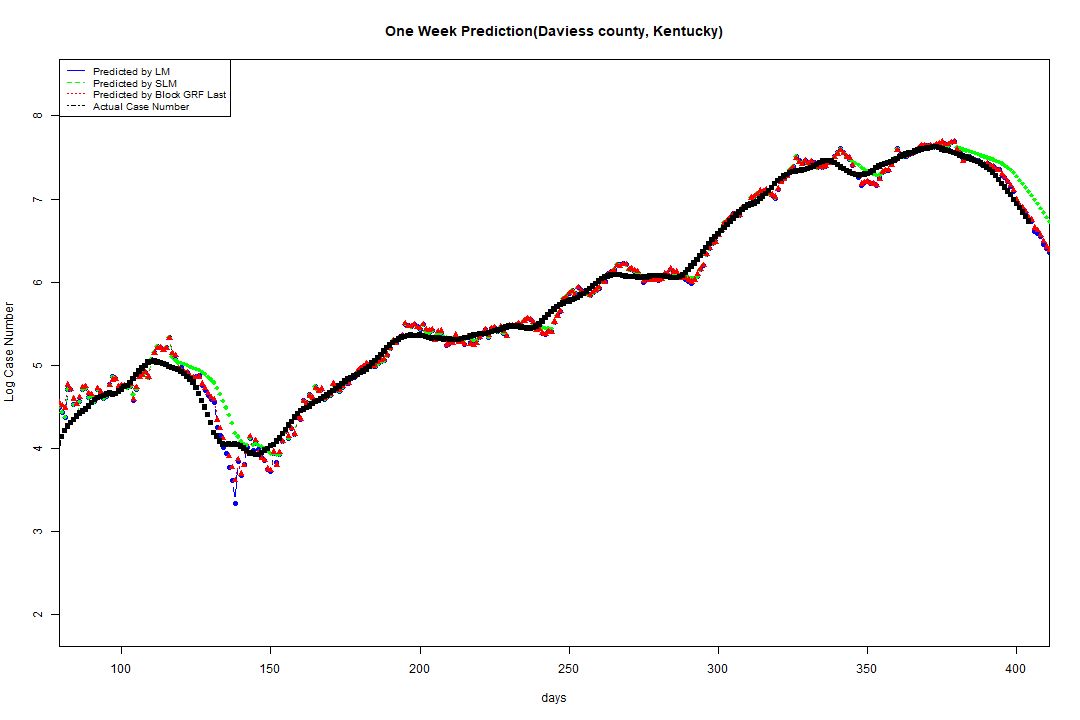 One Week Prediction(Daviess county, Kentucky)
Predicted by LM
Predicted by SLM
Predicted by Block GRF Last
Actual Case Number
Log Case Number
8
7
6
5
4
3
2
100 150 200 250 300 350 400
days